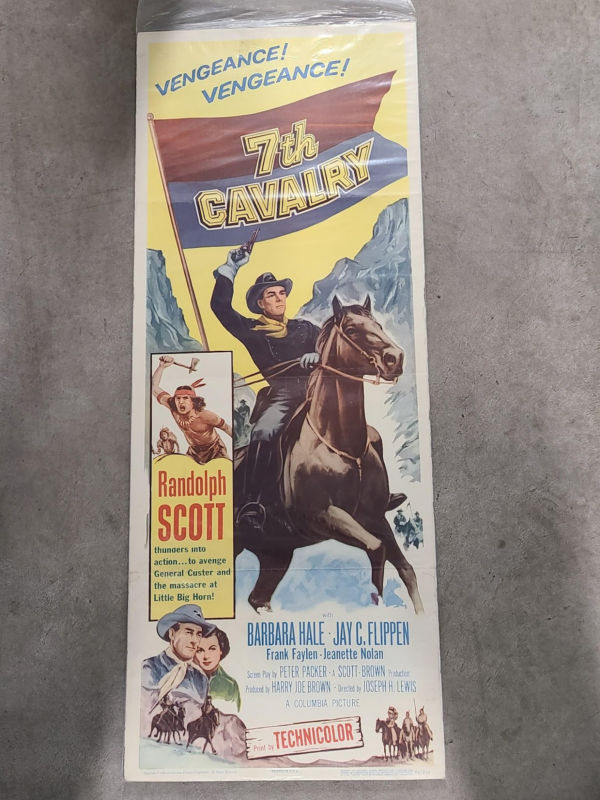 VENGEANCE!
VENGEANCE!
7th
CAVALRY
Randolph
SCOTT
thunders into
action...to avenge
General Custer and
the massacre at
Little Big Horn!
with
BARBARA HALE · JAY C. FLIPPEN
Frank Faylen · Jeanette Nolan
Screen Play by PETER PACKER · A SCOTT-BROWN Production
Produced by HARRY JOE BROWN · Directed by JOSEPH H. LEWIS
A COLUMBIA PICTURE
Print by TECHNICOLOR